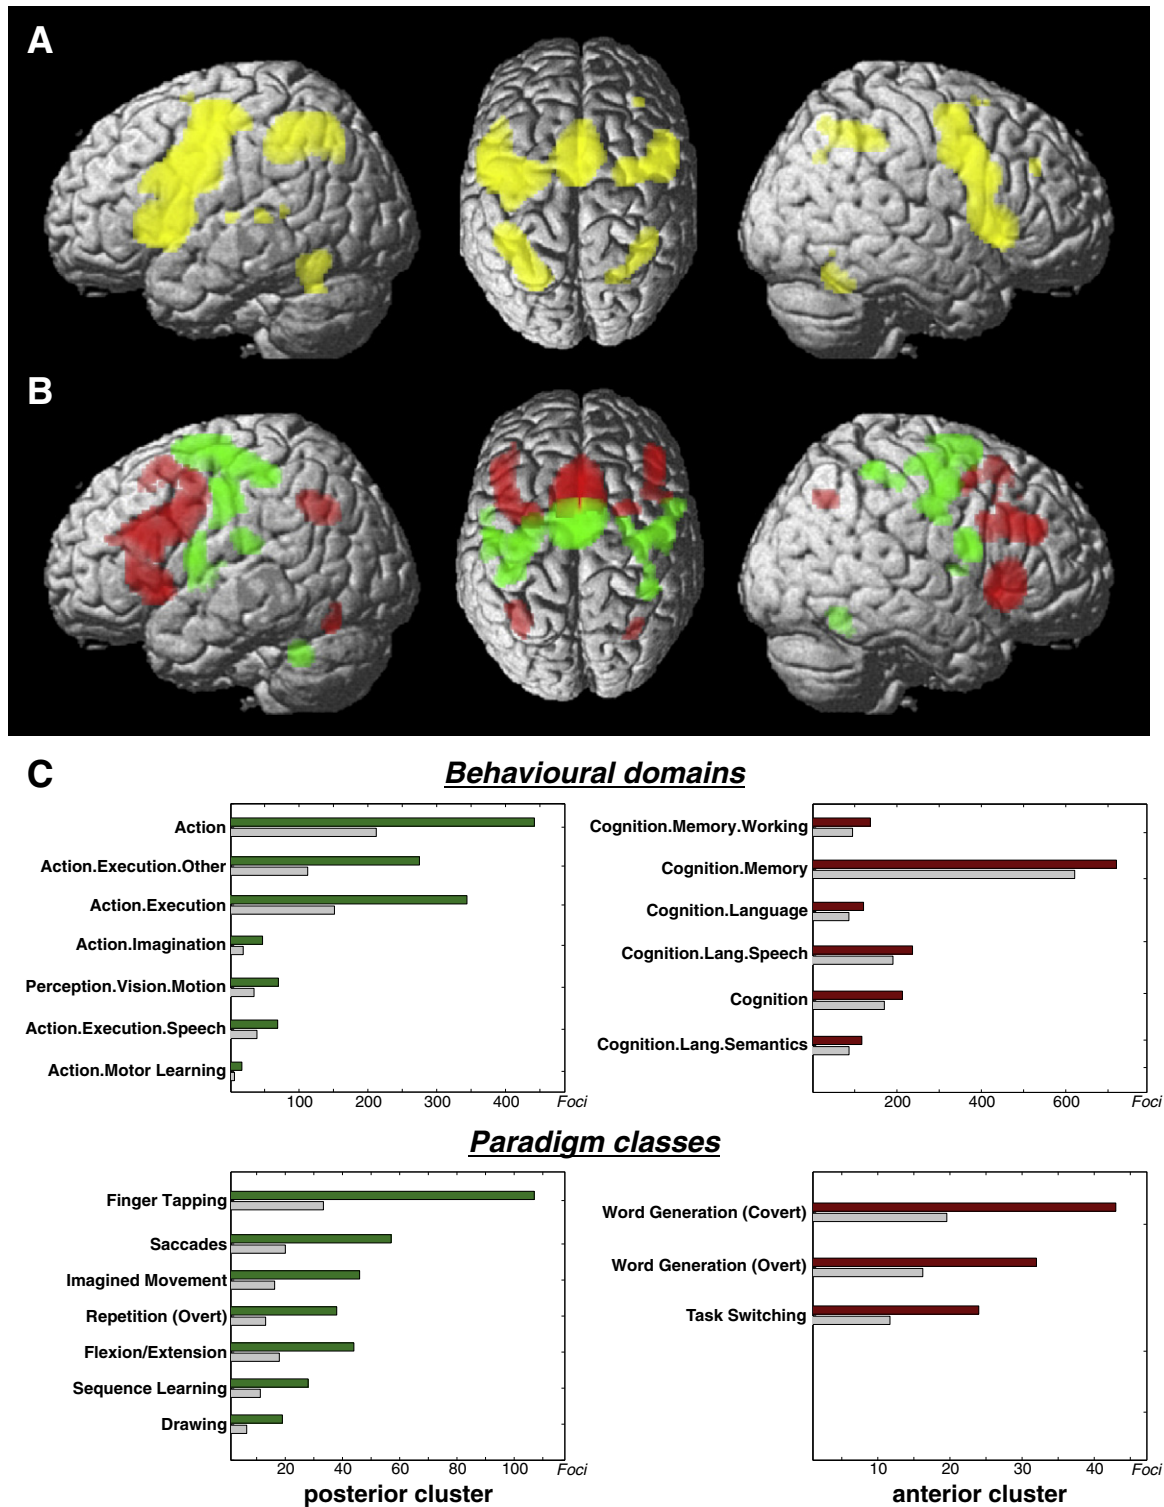 A
B
C
Behavioural domains
Action
Action.Execution.Other
Action.Execution
Action.Imagination
Perception.Vision.Motion
Action.Execution.Speech
Action.Motor Learning
100 200 300 400 Foci
Cognition.Memory.Working
Cognition.Memory
Cognition.Language
Cognition.Lang.Speech
Cognition
Cognition.Lang.Semantics
200 400 600 Foci
Paradigm classes
Finger Tapping
Saccades
Imagined Movement
Repetition (Overt)
Flexion/Extension
Sequence Learning
Drawing
20 40 60 80 100 Foci
posterior cluster
Word Generation (Covert)
Word Generation (Overt)
Task Switching
10 20 30 40 Foci
anterior cluster